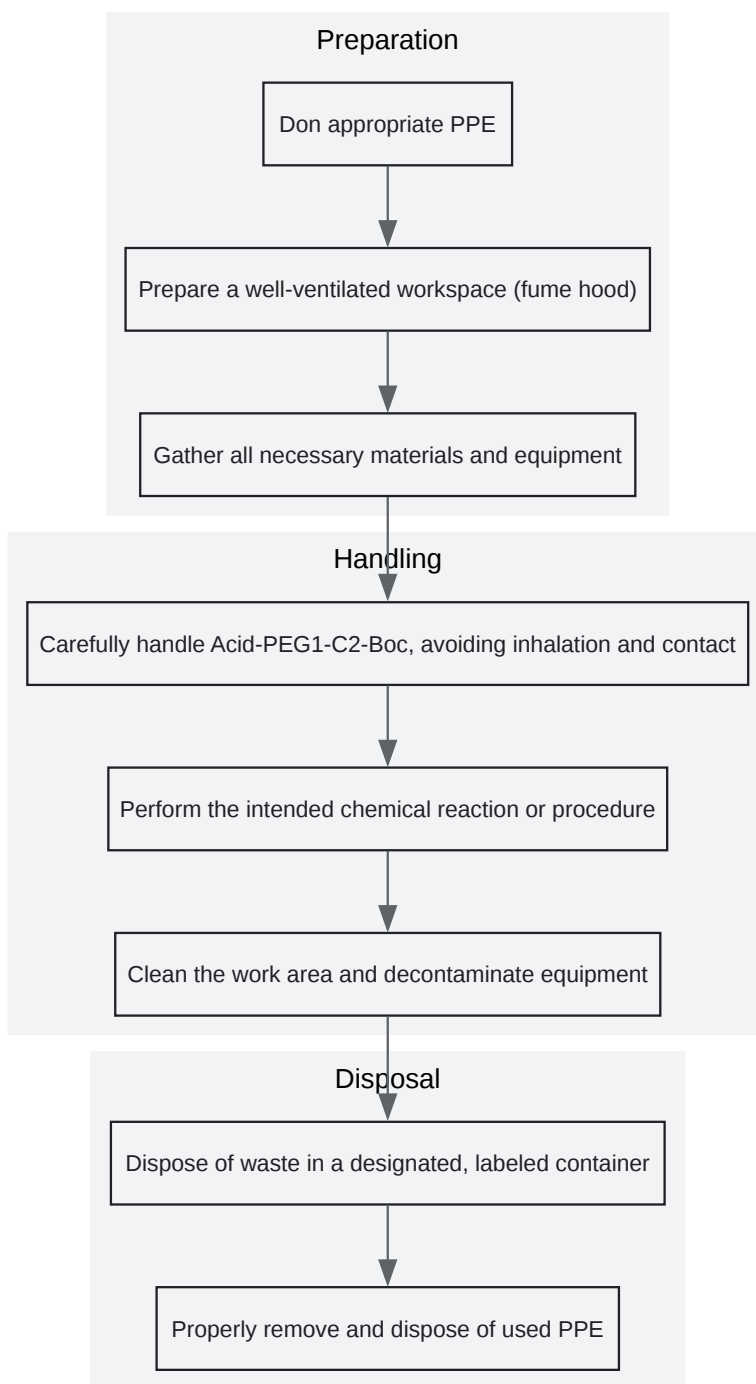 Preparation
Don appropriate PPE
Prepare a well-ventilated workspace (fume hood)
Gather all necessary materials and equipment
Handling
Carefully handle Acid-PEG1-C2-Boc, avoiding inhalation and contact
Perform the intended chemical reaction or procedure
Clean the work area and decontaminate equipment
Disposal
Dispose of waste in a designated, labeled container
Properly remove and dispose of used PPE